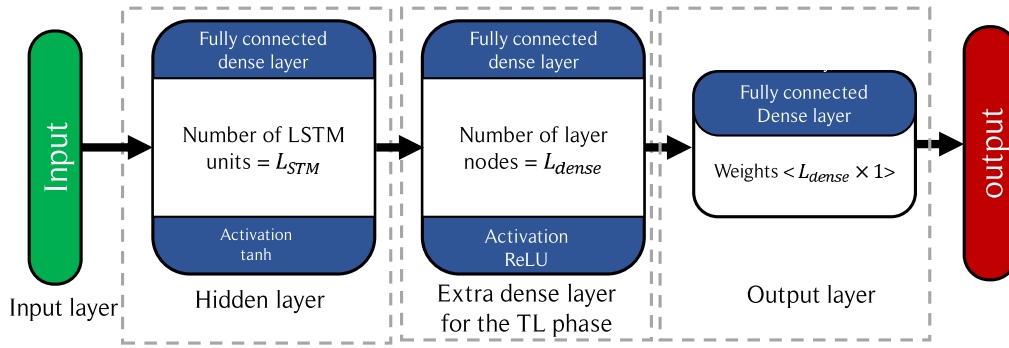 Input
Input layer
Fully connected
dense layer
Number of LSTM
units = L_STM
Activation
tanh
Hidden layer
Fully connected
dense layer
Number of layer
nodes = L_dense
Activation
ReLU
Extra dense layer
for the TL phase
Fully connected
Dense layer
Weights < L_dense × 1>
Output layer
output